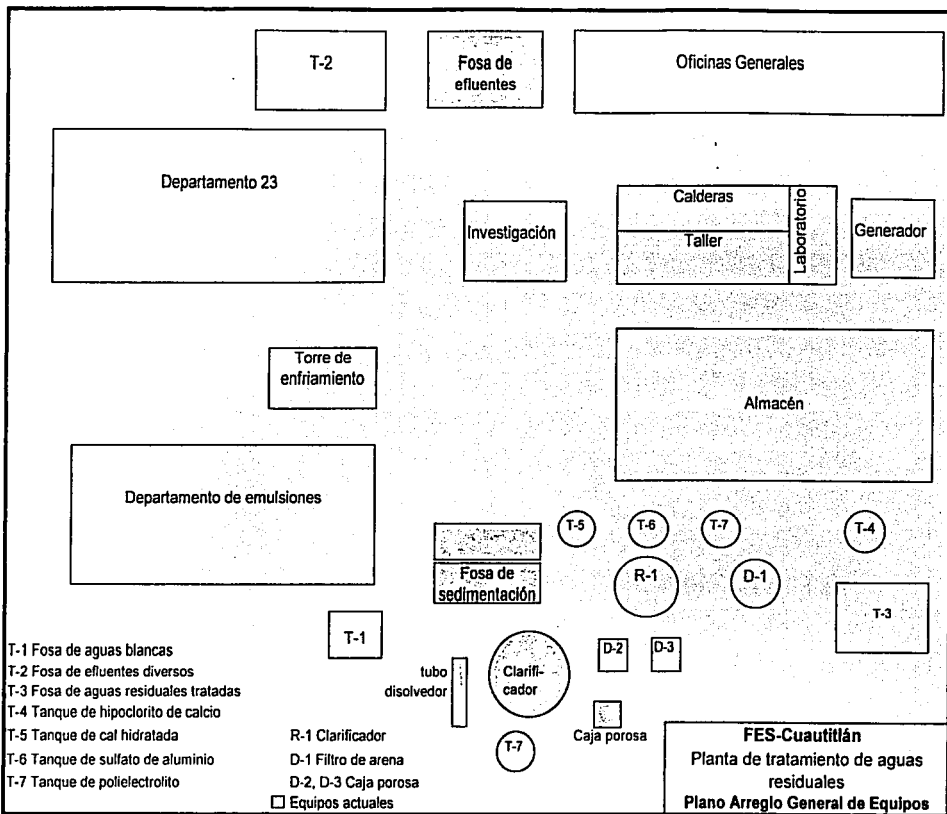 T-2
Fosa de
efluentes
Oficinas Generales
Departamento 23
Investigación
Calderas
Taller
Laboratorio
Generador
Torre de
enfriamiento
Almacén
Departamento de emulsiones
T-5
T-6
T-7
T-4
Fosa de
sedimentación
R-1
D-1
T-3
T-1
D-2
D-3
tubo
disolvedor
Clarifi-
cador
Caja porosa
T-7
T-1 Fosa de aguas blancas
T-2 Fosa de efluentes diversos
T-3 Fosa de aguas residuales tratadas
T-4 Tanque de hipoclorito de calcio
T-5 Tanque de cal hidratada
T-6 Tanque de sulfato de aluminio
T-7 Tanque de polielectrolito
R-1 Clarificador
D-1 Filtro de arena
D-2, D-3 Caja porosa
Equipos actuales
FES-Cuautitlán
Planta de tratamiento de aguas
residuales
Plano Arreglo General de Equipos